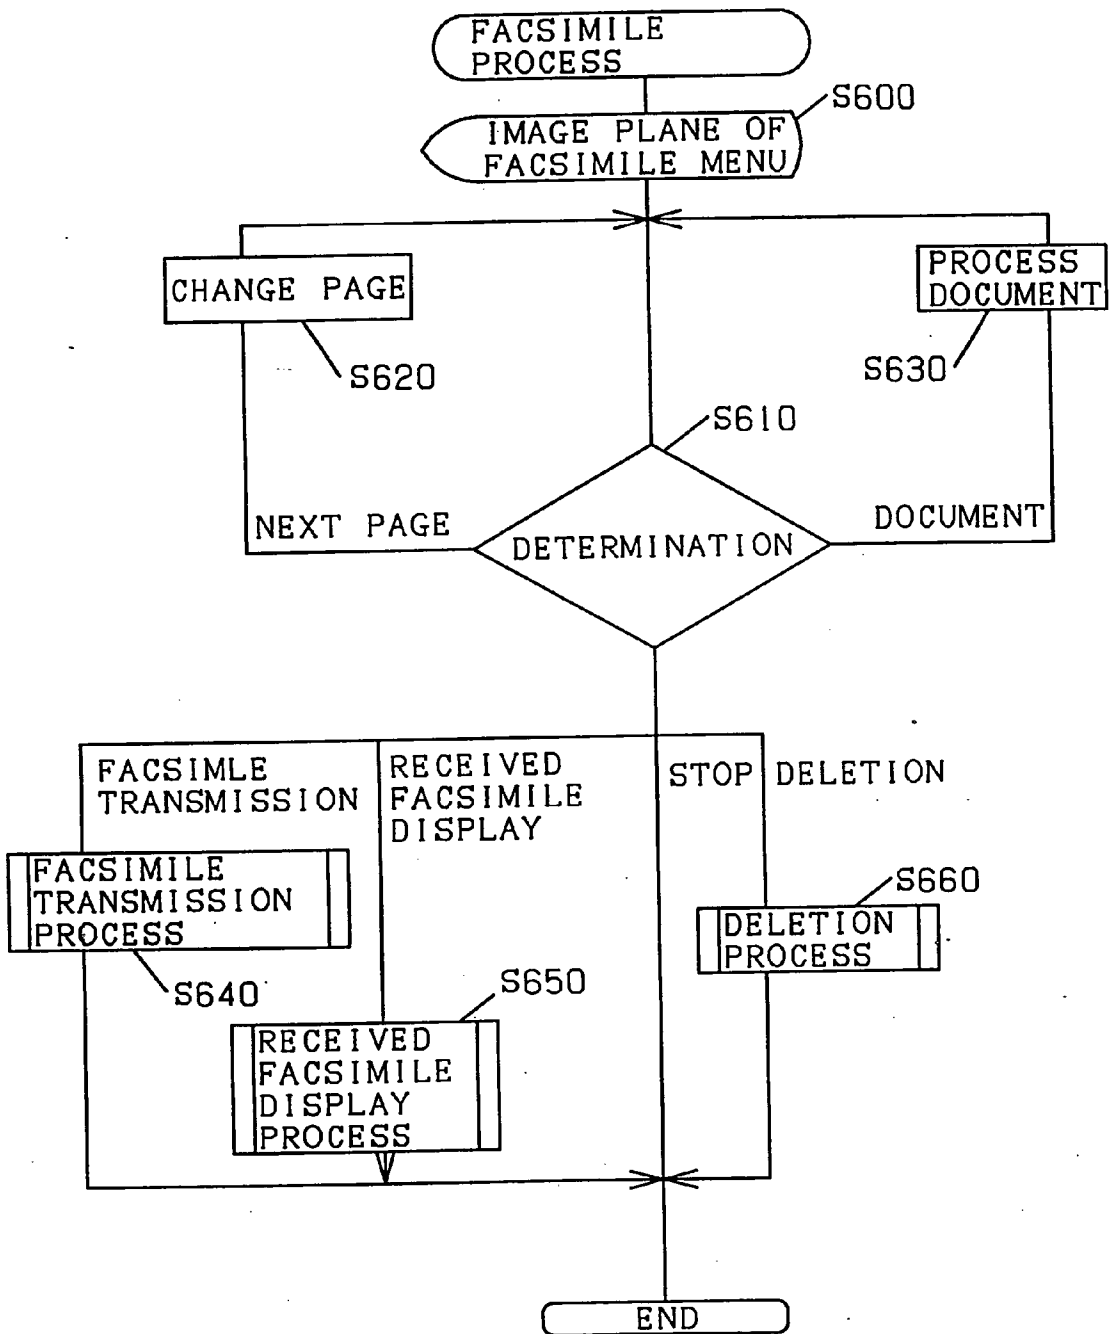 FACSIMILE
PROCESS
S600
IMAGE PLANE OF
FACSIMILE MENU
CHANGE PAGE
S620
PROCESS
DOCUMENT
S630
S610
NEXT PAGE
DETERMINATION
DOCUMENT
FACSIMLE
TRANSMISSION
RECEIVED
FACSIMILE
DISPLAY
STOP
DELETION
FACSIMILE
TRANSMISSION
PROCESS
S640
S660
DELETION
PROCESS
S650
RECEIVED
FACSIMILE
DISPLAY
PROCESS
END